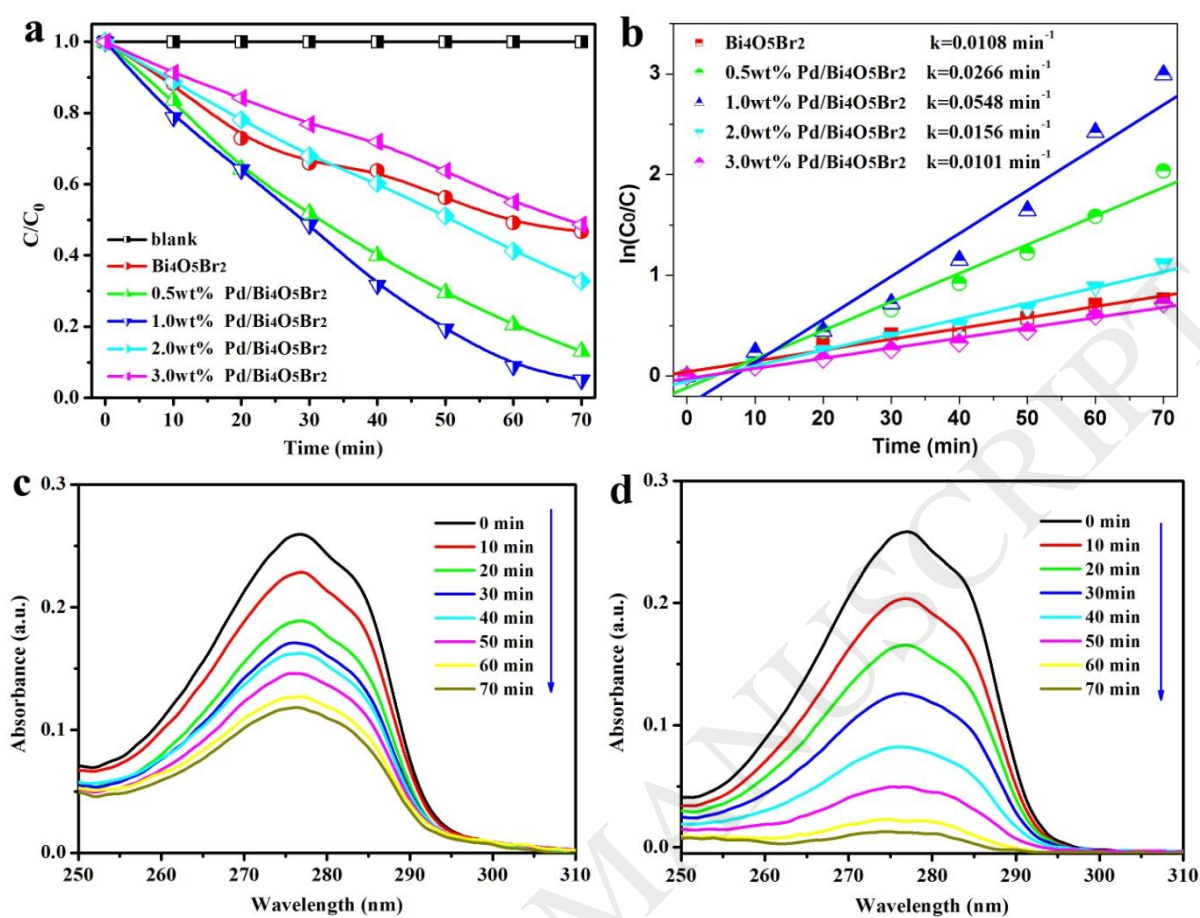 a
1.0
0.8
0.6
0.4
0.2
0.0
C/C0
blank
Bi4O5Br2
0.5wt% Pd/Bi4O5Br2
1.0wt% Pd/Bi4O5Br2
2.0wt% Pd/Bi4O5Br2
3.0wt% Pd/Bi4O5Br2
0 10 20 30 40 50 60 70
Time (min)
b
3
2
1
0
ln(C0/C)
Bi4O5Br2 k=0.0108 min-1
0.5wt% Pd/Bi4O5Br2 k=0.0266 min-1
1.0wt% Pd/Bi4O5Br2 k=0.0548 min-1
2.0wt% Pd/Bi4O5Br2 k=0.0156 min-1
3.0wt% Pd/Bi4O5Br2 k=0.0101 min-1
0 10 20 30 40 50 60 70
Time (min)
c
0.3
0.2
0.1
0.0
Absorbance (a.u.)
0 min
10 min
20 min
30 min
40 min
50 min
60 min
70 min
250 260 270 280 290 300 310
Wavelength (nm)
d
0.3
0.2
0.1
0.0
Absorbance (a.u.)
0 min
10 min
20 min
30min
40 min
50 min
60 min
70 min
250 260 270 280 290 300 310
Wavelength (nm)
MANUSCRIPT